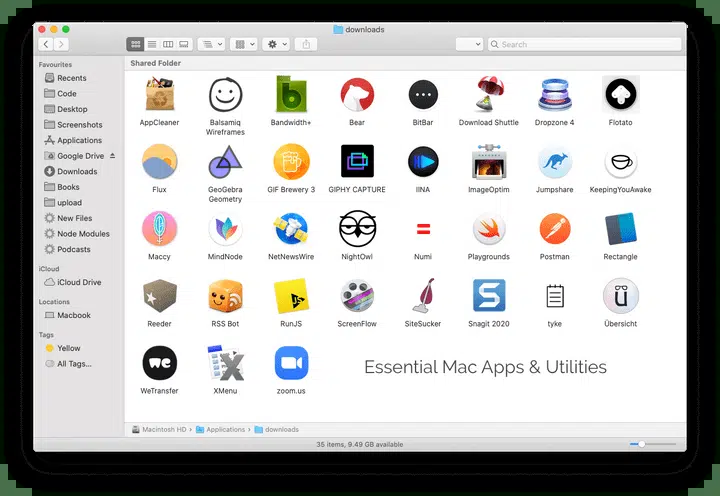 downloads
Search
Favourites
Recents
Code
Desktop
Screenshots
Applications
Google Drive
Downloads
Books
upload
New Files
Node Modules
Podcasts
iCloud
iCloud Drive
Locations
Macbook
Tags
Yellow
All Tags...
Shared Folder
AppCleaner
Balsamiq
Wireframes
Bandwidth+
Bear
BitBar
Download Shuttle
Dropzone 4
Flotato
Flux
GeoGebra
Geometry
GIF Brewery 3
GIPHY CAPTURE
IINA
ImageOptim
Jumpshare
KeepingYouAwake
Maccy
MindNode
NetNewsWire
NightOwl
Numi
Playgrounds
Postman
Rectangle
Reeder
RSS Bot
RunJS
ScreenFlow
SiteSucker
Snagit 2020
tyke
ü
Übersicht
we
WeTransfer
XMenu
zoom.us
Essential Mac Apps & Utilities
Macintosh HD › Applications › downloads
35 items, 9.49 GB available